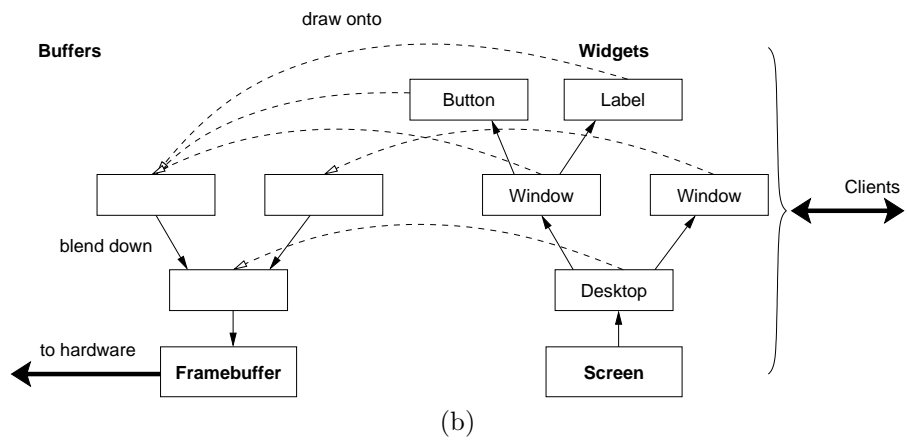 draw onto
Buffers
Widgets
Button
Label
Window
Window
Clients
blend down
Desktop
to hardware
Framebuffer
Screen
(b)